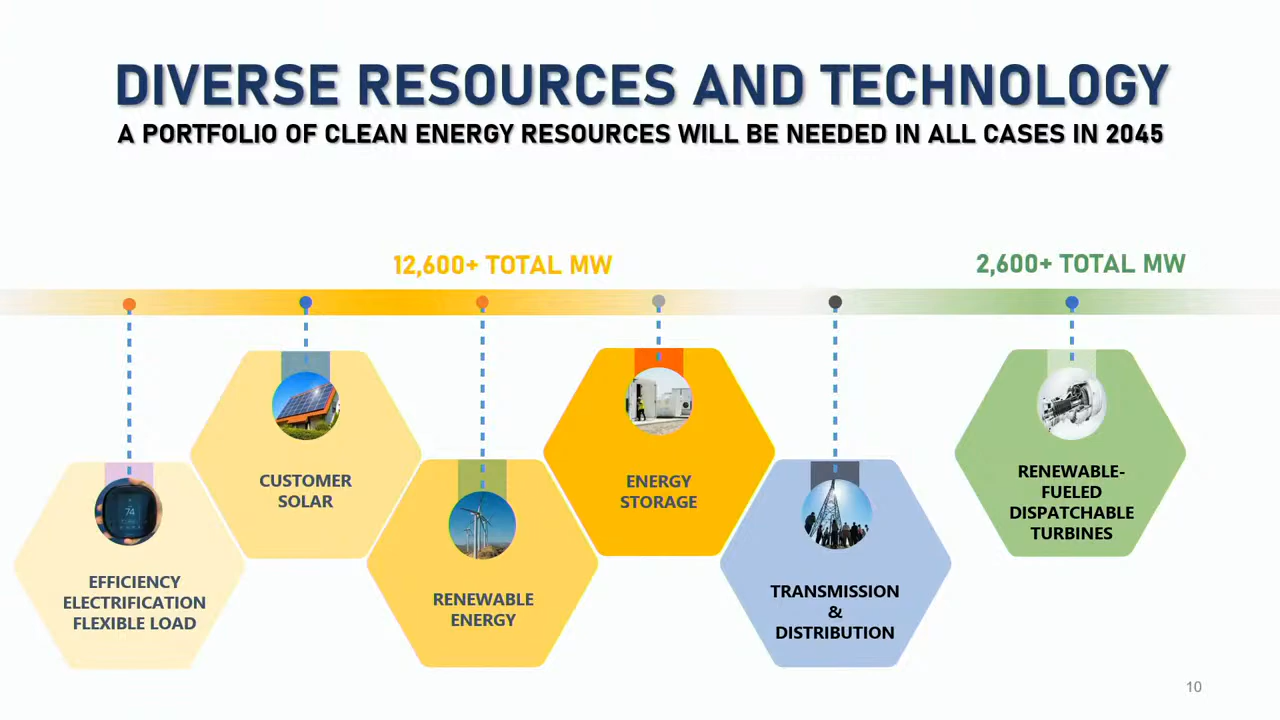 DIVERSE RESOURCES AND TECHNOLOGY
A PORTFOLIO OF CLEAN ENERGY RESOURCES WILL BE NEEDED IN ALL CASES IN 2045
12,600+ TOTAL MW
2,600+ TOTAL MW
74
EFFICIENCY
ELECTRIFICATION
FLEXIBLE LOAD
CUSTOMER
SOLAR
RENEWABLE
ENERGY
ENERGY
STORAGE
TRANSMISSION
&
DISTRIBUTION
RENEWABLE-
FUELED
DISPATCHABLE
TURBINES
10